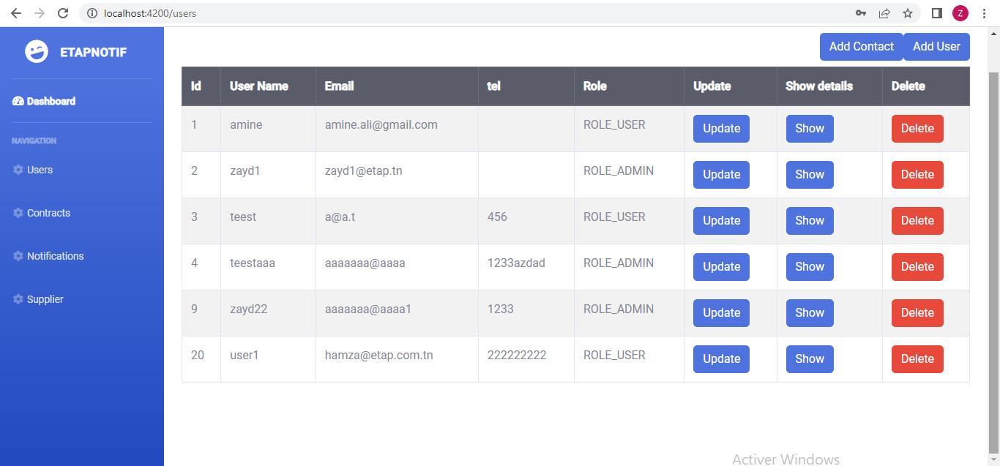 localhost:4200/users
Z
ETAPNOTIF
Add Contact Add User
Dashboard
NAVIGATION
Users
Contracts
Notifications
Supplier
Id User Name Email tel Role Update Show details Delete
1 amine amine.ali@gmail.com ROLE_USER Update Show Delete
2 zayd1 zayd1@etap.tn ROLE_ADMIN Update Show Delete
3 teest a@a.t 456 ROLE_USER Update Show Delete
4 teestaaa aaaaaaa@aaaa 1233azdad ROLE_ADMIN Update Show Delete
9 zayd22 aaaaaaa@aaaa1 1233 ROLE_ADMIN Update Show Delete
20 user1 hamza@etap.com.tn 222222222 ROLE_USER Update Show Delete
Activer Windows